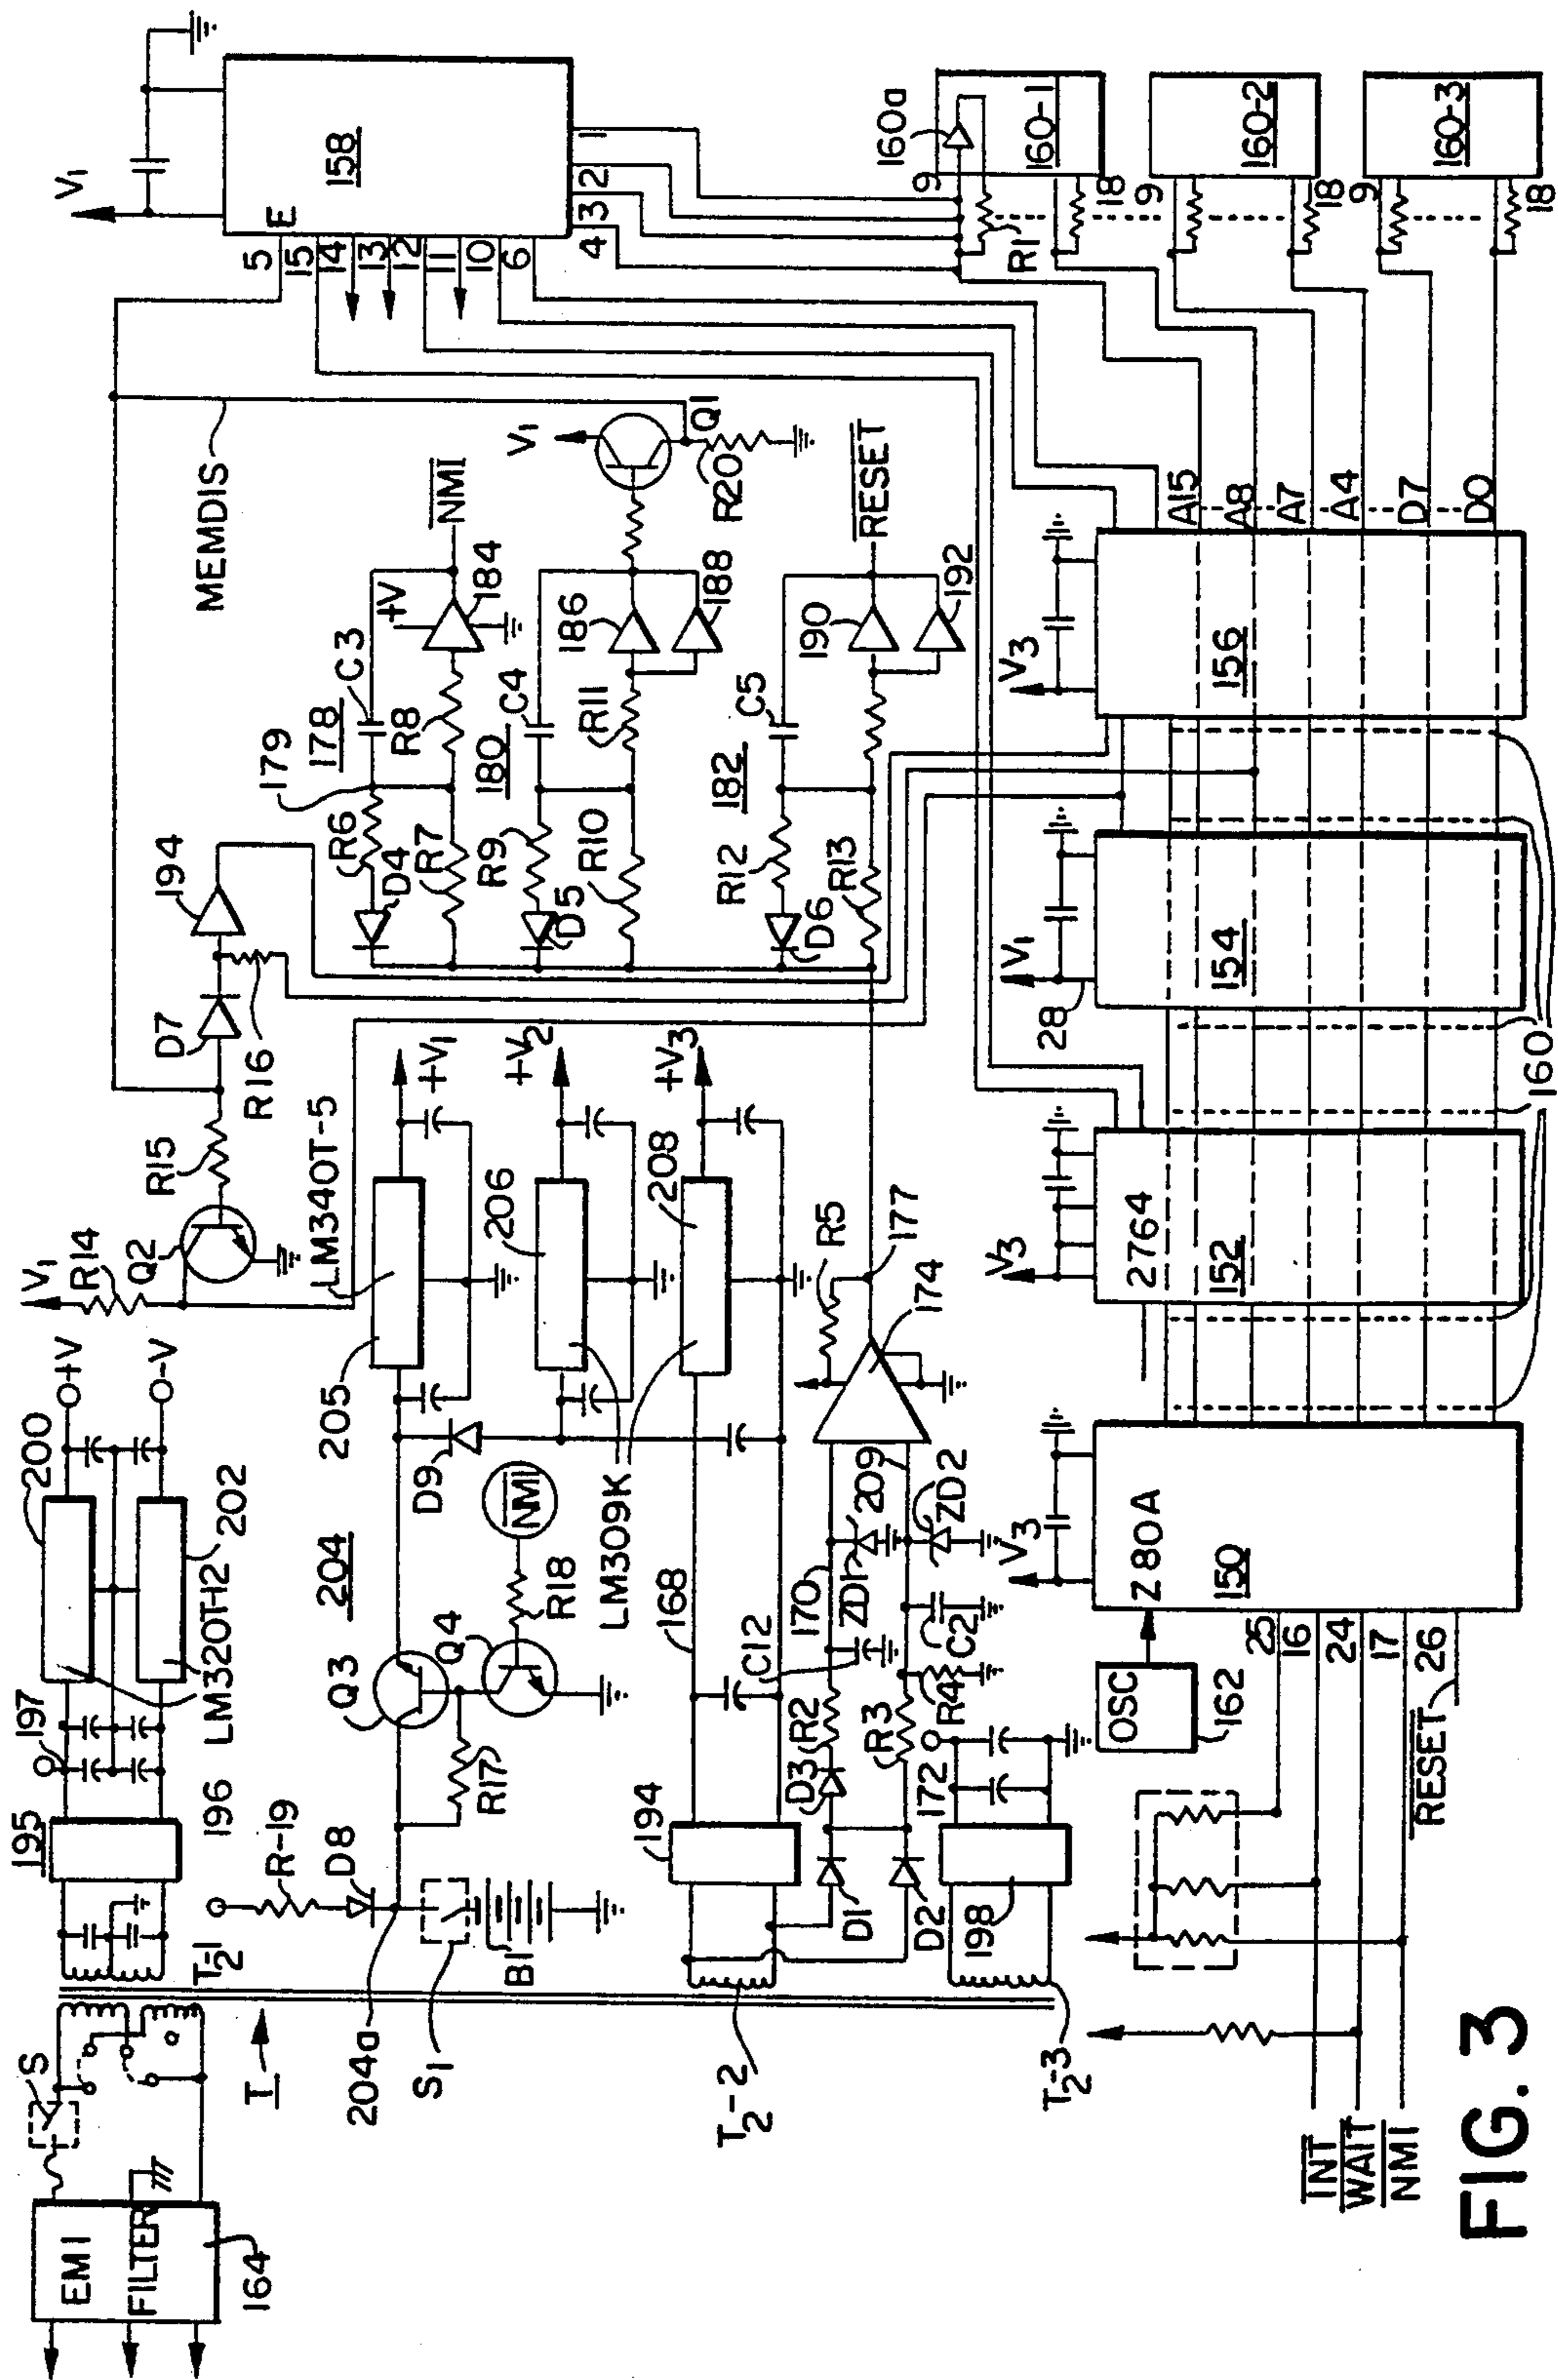 EMI
FILTER
164
S
T
T2-1
195
197
196
200
202
LM320T-12
+V
-V
V1
R14
Q2
R15
D7
R16
194
MEMDIS
V1
E
158
5
15
14
13
12
11
10
6
4
3
2
1
R-19
D8
204a
S1
B1
Q3
R17
Q4
R18
NMI
204
D9
205
LM340T-5
206
208
LM309K
+V1
+V2
+V3
179
178
C3
R6
D4
R7
R8
+V
184
NMI
180
C4
R9
D5
R10
R11
186
188
V1
Q1
R20
182
C5
R12
D6
R13
190
192
RESET
T2-2
194
168
C12
D1
D2
D3
R2
R3
R4
C2
170
ZD1
209
ZD2
174
R5
177
T2-3
198
172
160a
9
160-1
18
R1
9
160-2
18
9
160-3
18
OSC
162
Z80A
150
V3
25
16
24
17
26
RESET
INT
WAIT
NMI
V3
2764
152
V1
28
154
V3
156
A15
A8
A7
A4
D7
D0
160
FIG. 3